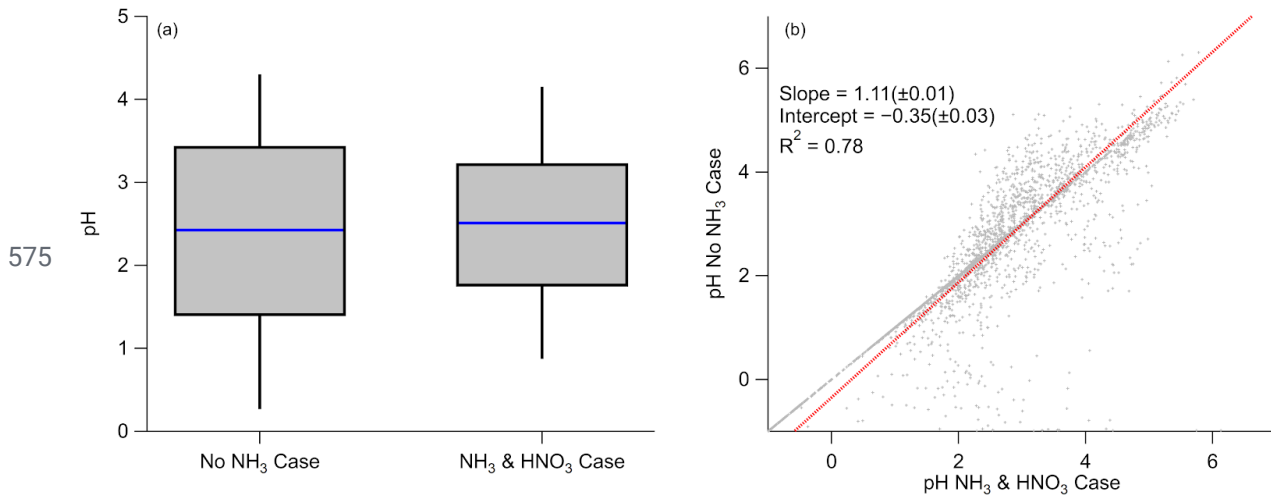 575
(a)
5
4
3
2
1
0
pH
No NH₃ Case
NH₃ & HNO₃ Case
(b)
Slope = 1.11(±0.01)
Intercept = −0.35(±0.03)
R² = 0.78
6
4
2
0
pH No NH₃ Case
0 2 4 6
pH NH₃ & HNO₃ Case